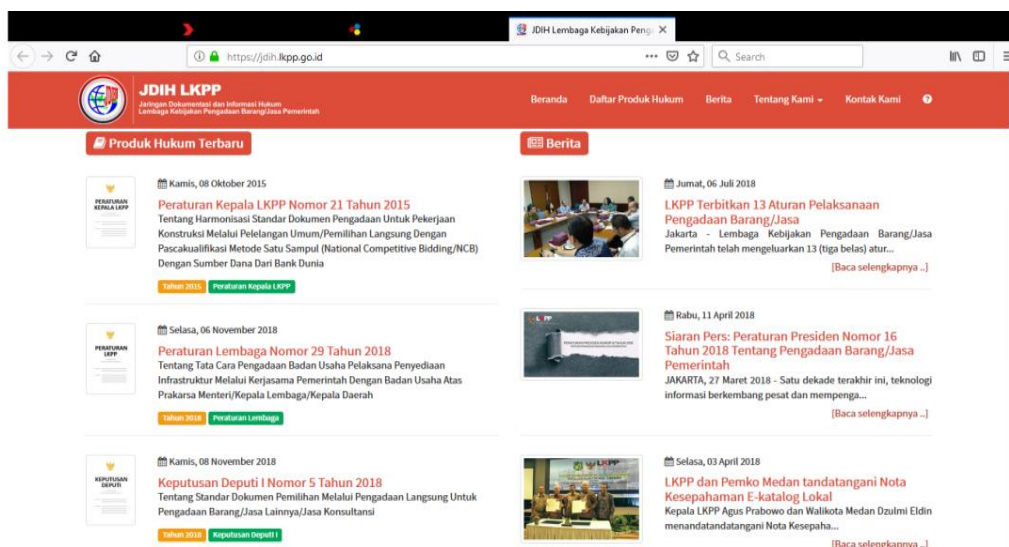 JDIH Lembaga Kebijakan Peng
https://jdih.lkpp.go.id
Search
JDIH LKPP
Jaringan Dokumentasi dan Informasi Hukum
Lembaga Kebijakan Pengadaan Barang/Jasa Pemerintah
Beranda Daftar Produk Hukum Berita Tentang Kami Kontak Kami
Produk Hukum Terbaru
PERATURAN
KEPALA LKPP
Kamis, 08 Oktober 2015
Peraturan Kepala LKPP Nomor 21 Tahun 2015
Tentang Harmonisasi Standar Dokumen Pengadaan Untuk Pekerjaan
Konstruksi Melalui Pelelangan Umum/Pemilihan Langsung Dengan
Pascakualifikasi Metode Satu Sampul (National Competitive Bidding/NCB)
Dengan Sumber Dana Dari Bank Dunia
Tahun 2015 Peraturan Kepala LKPP
PERATURAN
LKPP
Selasa, 06 November 2018
Peraturan Lembaga Nomor 29 Tahun 2018
Tentang Tata Cara Pengadaan Badan Usaha Pelaksana Penyediaan
Infrastruktur Melalui Kerjasama Pemerintah Dengan Badan Usaha Atas
Prakarsa Menteri/Kepala Lembaga/Kepala Daerah
Tahun 2018 Peraturan Lembaga
KEPUTUSAN
DEPUTI
Kamis, 08 November 2018
Keputusan Deputi I Nomor 5 Tahun 2018
Tentang Standar Dokumen Pemilihan Melalui Pengadaan Langsung Untuk
Pengadaan Barang/Jasa Lainnya/Jasa Konsultansi
Tahun 2018 Keputusan Deputi I
Berita
Jumat, 06 Juli 2018
LKPP Terbitkan 13 Aturan Pelaksanaan
Pengadaan Barang/Jasa
Jakarta - Lembaga Kebijakan Pengadaan Barang/Jasa
Pemerintah telah mengeluarkan 13 (tiga belas) atur...
[Baca selengkapnya ..]
Rabu, 11 April 2018
Siaran Pers: Peraturan Presiden Nomor 16
Tahun 2018 Tentang Pengadaan Barang/Jasa
Pemerintah
JAKARTA, 27 Maret 2018 - Satu dekade terakhir ini, teknologi
informasi berkembang pesat dan mempenga...
[Baca selengkapnya ..]
Selasa, 03 April 2018
LKPP dan Pemko Medan tandatangani Nota
Kesepahaman E-katalog Lokal
Kepala LKPP Agus Prabowo dan Walikota Medan Dzulmi Eldin
menandatandatangani Nota Kesepaha...
[Baca selengkapnya ..]